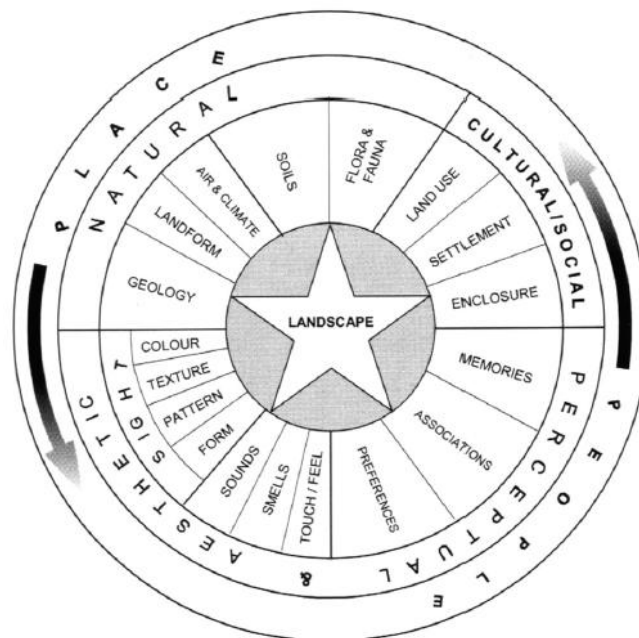 PLACE
NATURAL
CULTURAL/SOCIAL
GEOLOGY
LANDFORM
AIR & CLIMATE
SOILS
FLORA &
FAUNA
LAND USE
SETTLEMENT
ENCLOSURE
LANDSCAPE
COLOUR
TEXTURE
PATTERN
FORM
SIGHT
SOUNDS
SMELLS
TOUCH / FEEL
PREFERENCES
ASSOCIATIONS
MEMORIES
AESTHETIC & PERCEPTUAL
PEOPLE